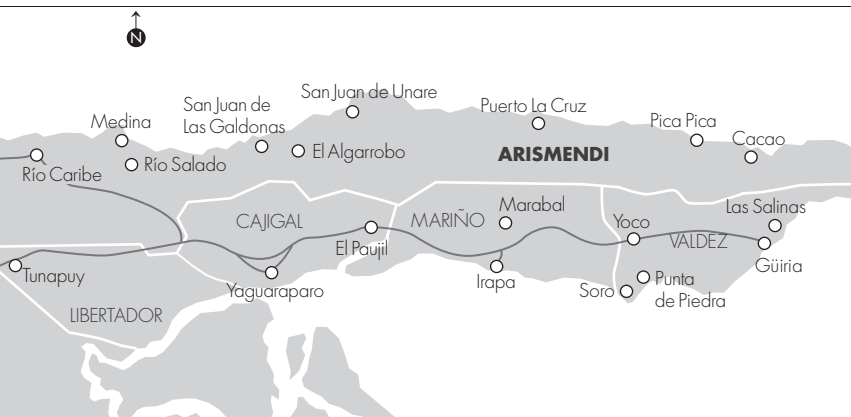 N
San Juan de Unare
San Juan de
Las Galdonas
Puerto La Cruz
Medina
Pica Pica
Cacao
El Algarrobo
ARISMENDI
Río Salado
Río Caribe
Marabal
Las Salinas
CAJIGAL
MARIÑO
Yoco
VALDEZ
El Paujil
Güiria
Tunapuy
Irapa
Punta
de Piedra
Yaguaraparo
Soro
LIBERTADOR